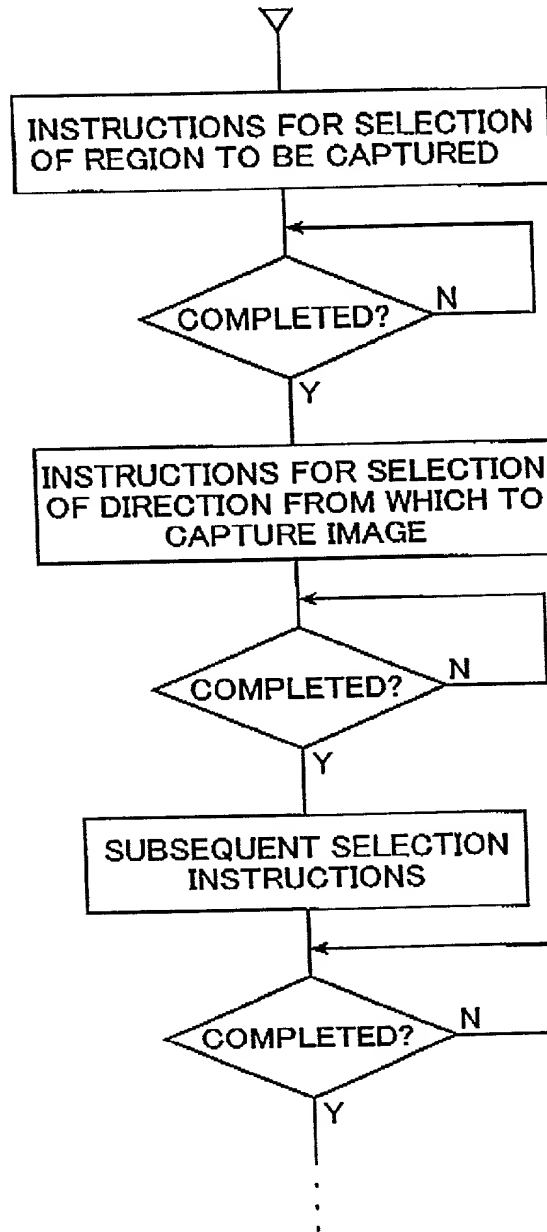 INSTRUCTIONS FOR SELECTION
OF REGION TO BE CAPTURED
COMPLETED?
N
Y
INSTRUCTIONS FOR SELECTION
OF DIRECTION FROM WHICH TO
CAPTURE IMAGE
COMPLETED?
N
Y
SUBSEQUENT SELECTION
INSTRUCTIONS
COMPLETED?
N
Y